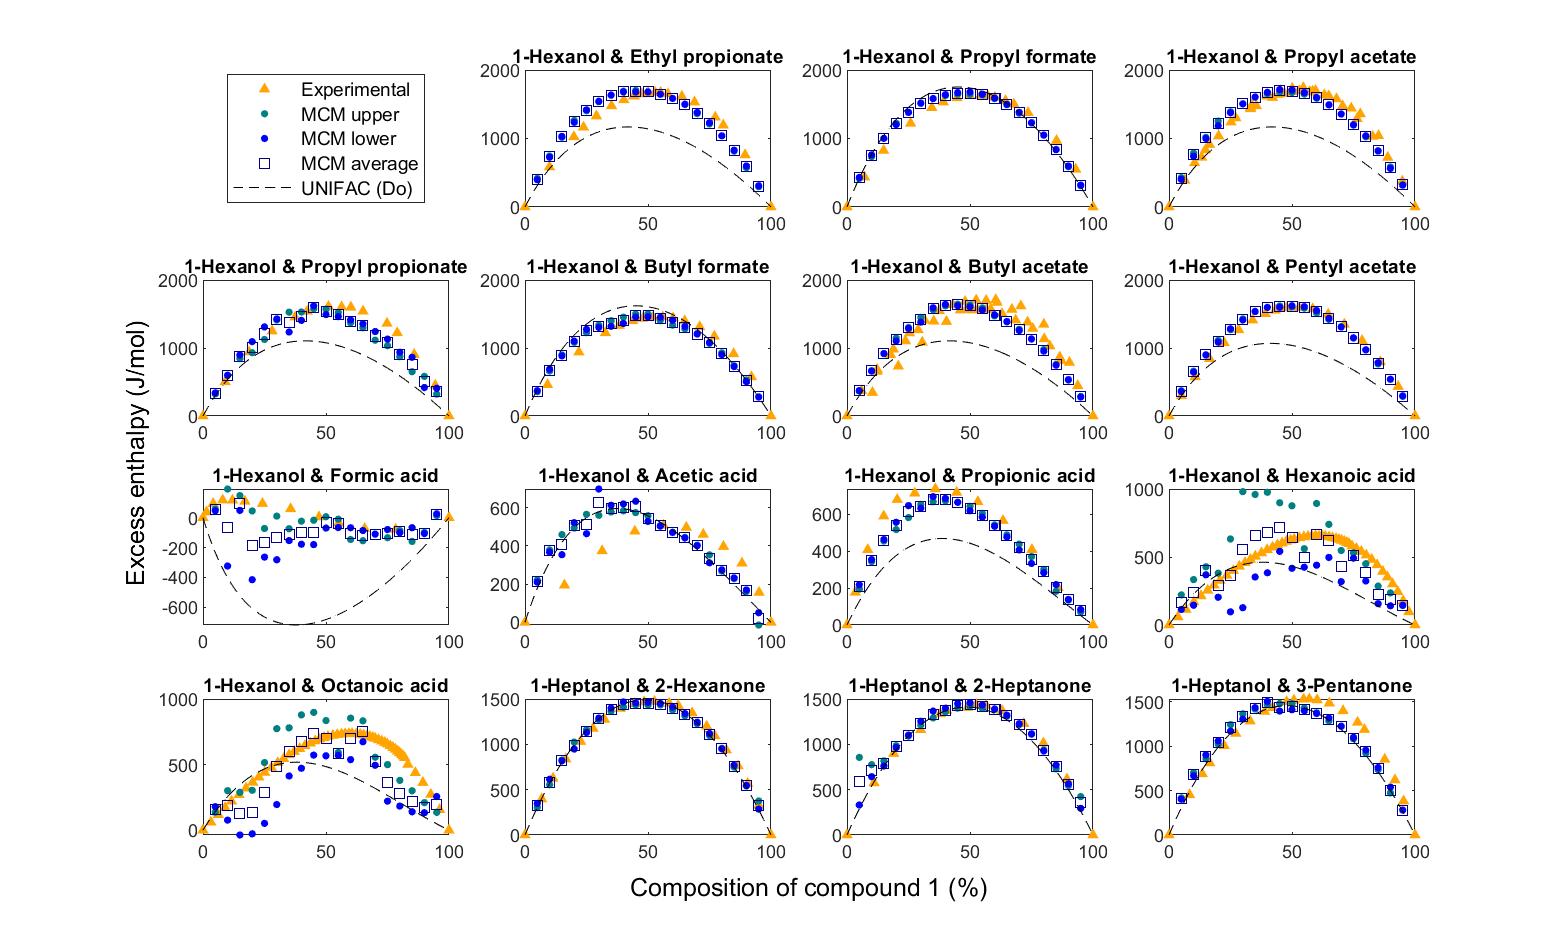 Experimental
MCM upper
MCM lower
MCM average
UNIFAC (Do)
1-Hexanol & Ethyl propionate
2000
1000
0
0 50 100
1-Hexanol & Propyl formate
2000
1000
0
0 50 100
1-Hexanol & Propyl acetate
2000
1000
0
0 50 100
1-Hexanol & Propyl propionate
2000
1000
0
0 50 100
1-Hexanol & Butyl formate
2000
1000
0
0 50 100
1-Hexanol & Butyl acetate
2000
1000
0
0 50 100
1-Hexanol & Pentyl acetate
2000
1000
0
0 50 100
1-Hexanol & Formic acid
0
-200
-400
-600
0 50 100
1-Hexanol & Acetic acid
600
400
200
0
0 50 100
1-Hexanol & Propionic acid
600
400
200
0
0 50 100
1-Hexanol & Hexanoic acid
1000
500
0
0 50 100
1-Hexanol & Octanoic acid
1000
500
0
0 50 100
1-Heptanol & 2-Hexanone
1500
1000
500
0
0 50 100
1-Heptanol & 2-Heptanone
1500
1000
500
0
0 50 100
1-Heptanol & 3-Pentanone
1500
1000
500
0
0 50 100
Excess enthalpy (J/mol)
Composition of compound 1 (%)